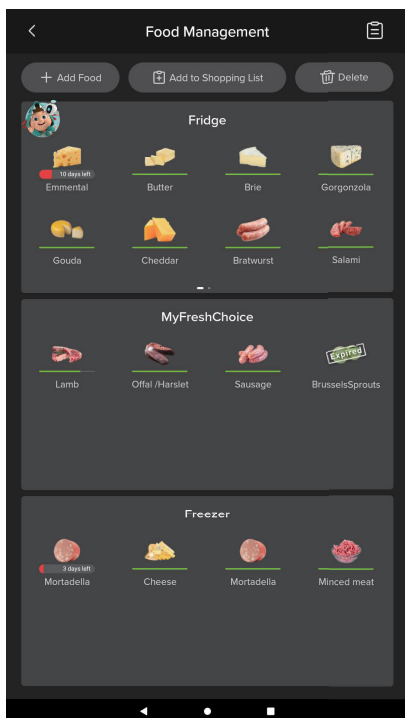 Food Management
+ Add Food
Add to Shopping List
Delete
Fridge
10 days left
Emmental
Butter
Brie
Gorgonzola
Gouda
Cheddar
Bratwurst
Salami
MyFreshChoice
Expired
Lamb
Offal /Harslet
Sausage
BrusselsSprouts
Freezer
3 days left
Mortadella
Cheese
Mortadella
Minced meat